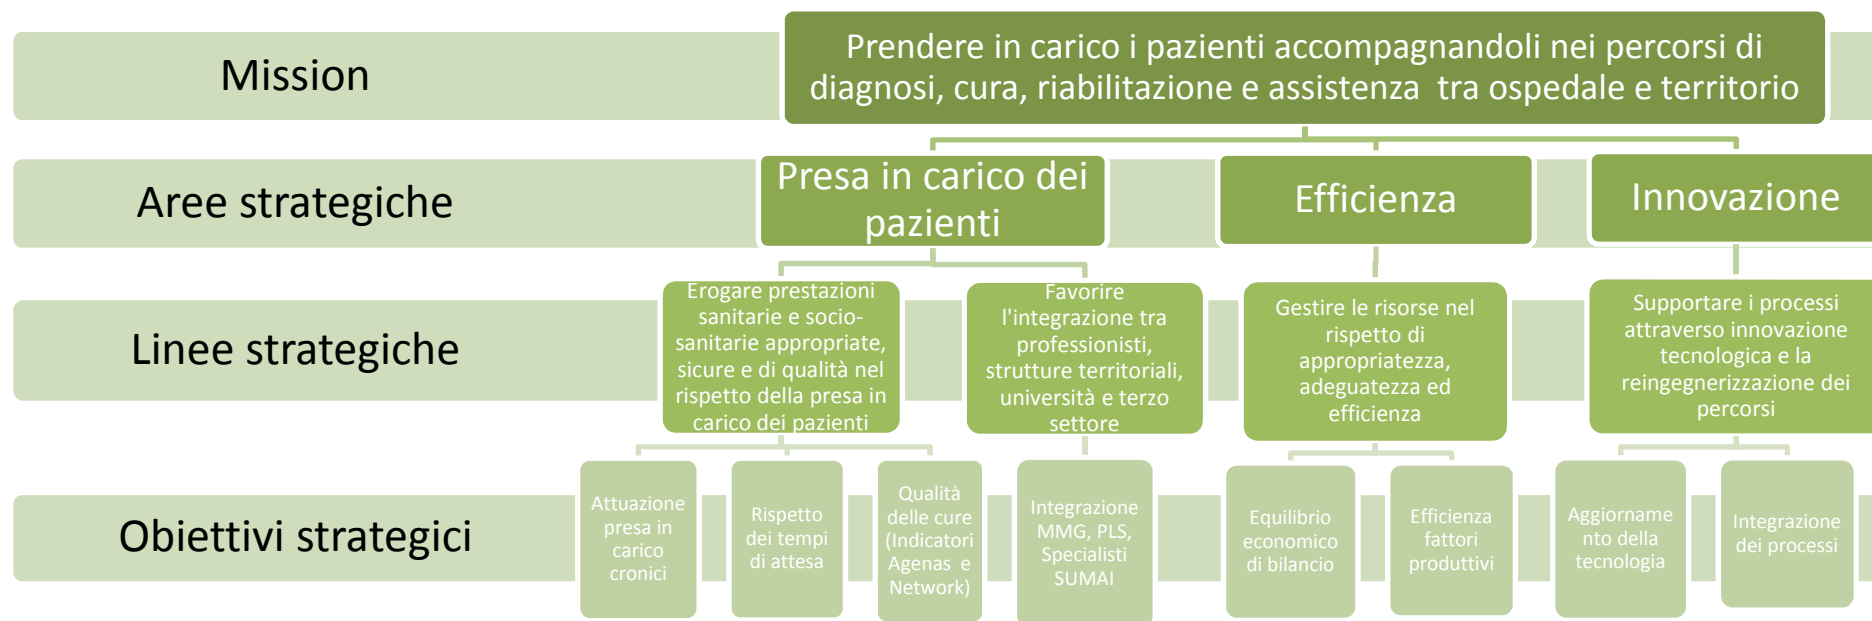 Mission
Prendere in carico i pazienti accompagnandoli nei percorsi di
diagnosi, cura, riabilitazione e assistenza tra ospedale e territorio
Aree strategiche
Presa in carico dei
pazienti
Efficienza
Innovazione
Linee strategiche
Erogare prestazioni
sanitarie e socio-
sanitarie appropriate,
sicure e di qualità nel
rispetto della presa in
carico dei pazienti
Favorire
l'integrazione tra
professionisti,
strutture territoriali,
università e terzo
settore
Gestire le risorse nel
rispetto di
appropriatezza,
adeguatezza ed
efficienza
Supportare i processi
attraverso innovazione
tecnologica e la
reingegnerizzazione dei
percorsi
Obiettivi strategici
Attuazione
presa in
carico
cronici
Rispetto
dei tempi
di attesa
Qualità
delle cure
(Indicatori
Agenas e
Network)
Integrazione
MMG, PLS,
Specialisti
SUMAI
Equilibrio
economico
di bilancio
Efficienza
fattori
produttivi
Aggiorname
nto della
tecnologia
Integrazione
dei processi